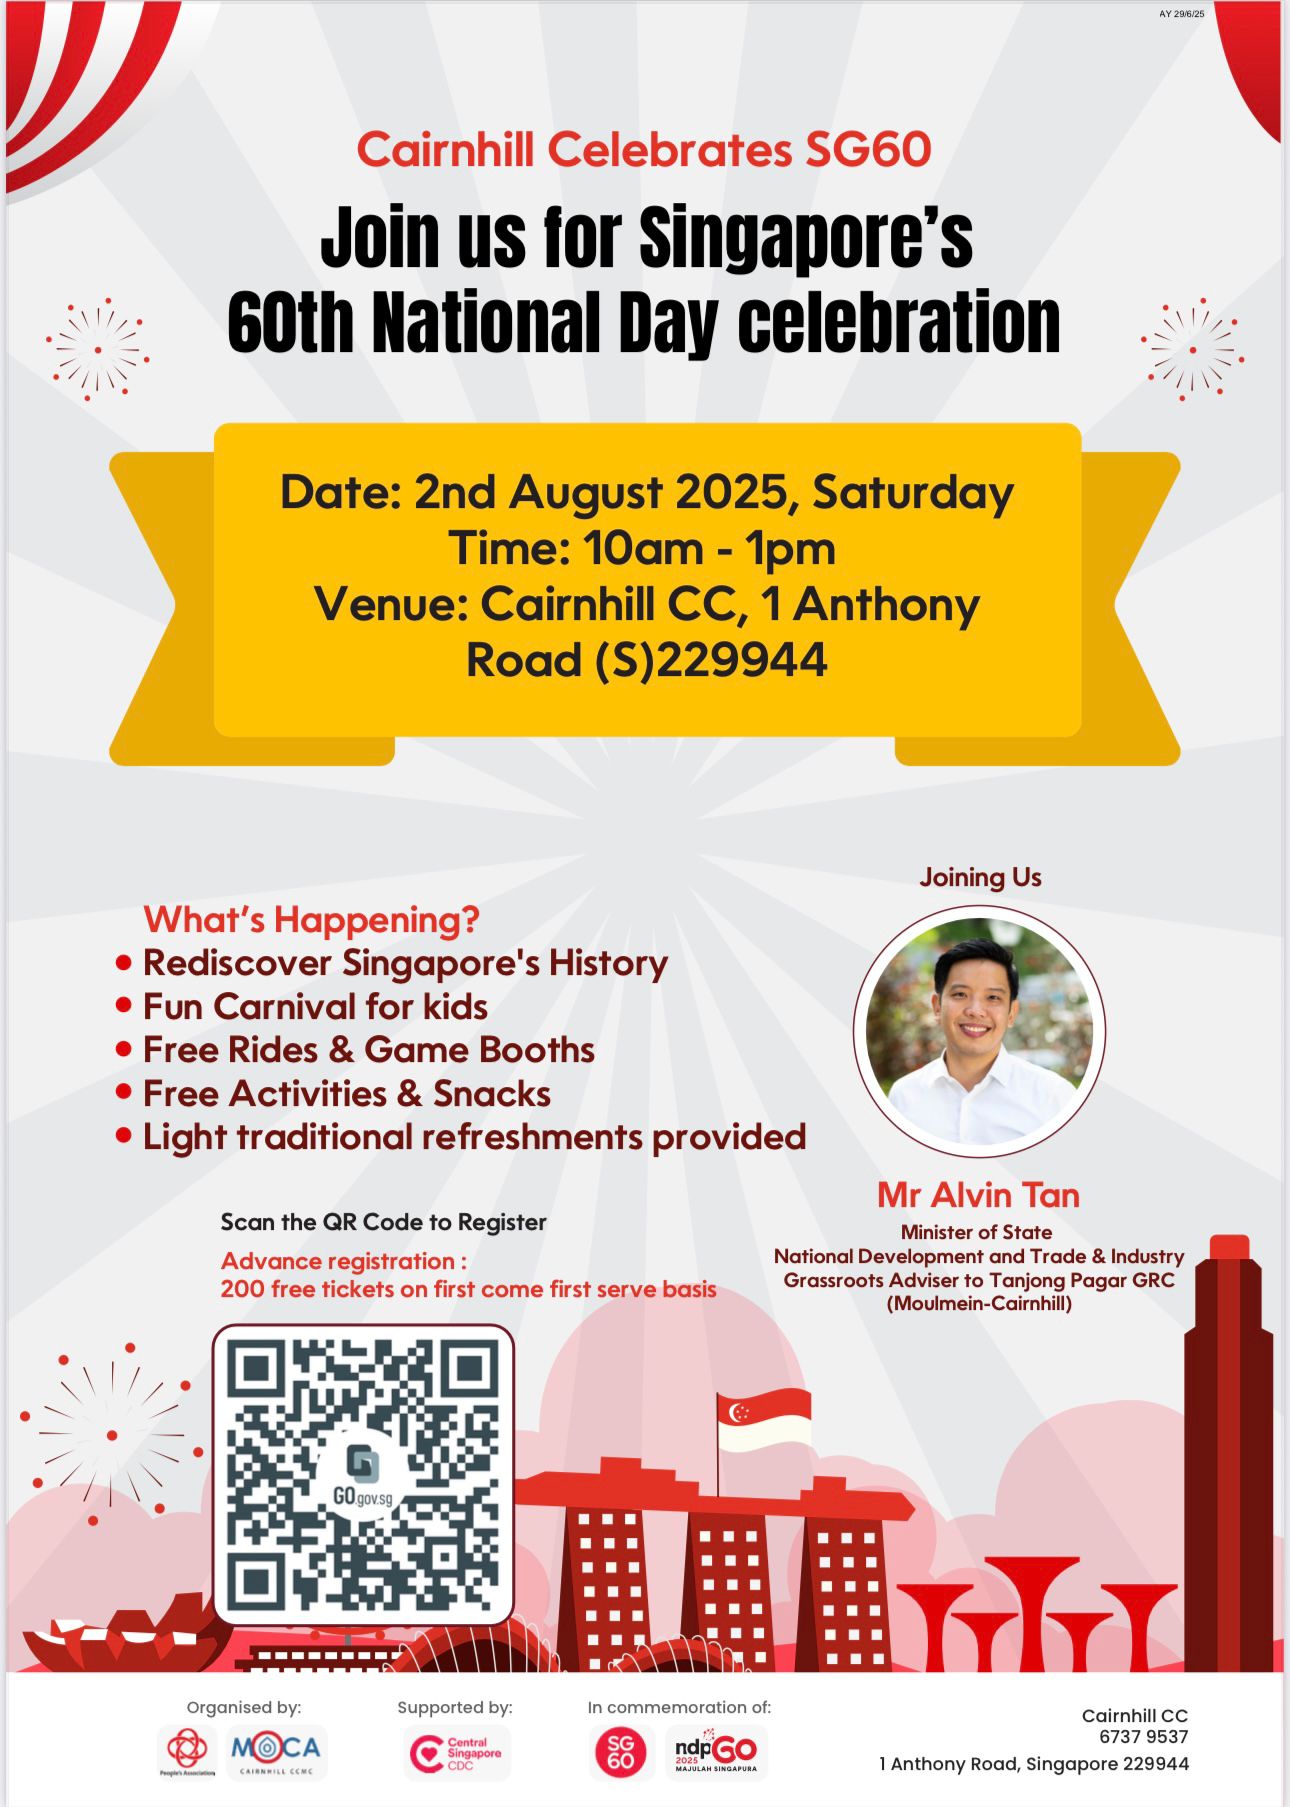 AY 29/6/25
Cairnhill Celebrates SG60
Join us for Singapore's
60th National Day celebration
Date: 2nd August 2025, Saturday
Time: 10am - 1pm
Venue: Cairnhill CC, 1 Anthony
Road (S)229944
What's Happening?
Rediscover Singapore's History
Fun Carnival for kids
Free Rides & Game Booths
Free Activities & Snacks
Light traditional refreshments provided
Joining Us
Mr Alvin Tan
Minister of State
National Development and Trade & Industry
Grassroots Adviser to Tanjong Pagar GRC
(Moulmein-Cairnhill)
Scan the QR Code to Register
Advance registration :
200 free tickets on first come first serve basis
GO.gov.sg
Organised by:
People's Association
MOCA
CAIRNHILL CCMC
Supported by:
Central
Singapore
CDC
In commemoration of:
SG
60
ndpGO
2025
MAJULAH SINGAPURA
Cairnhill CC
6737 9537
1 Anthony Road, Singapore 229944